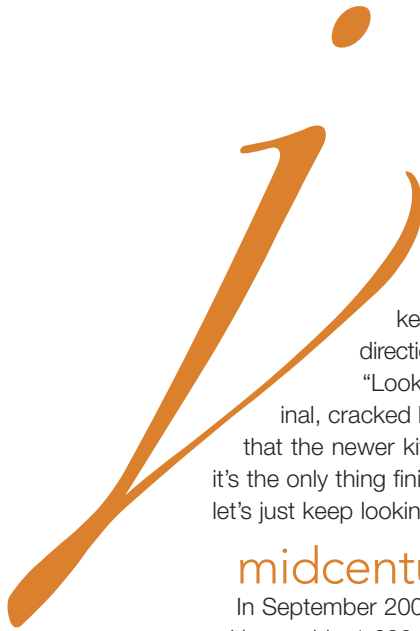 j
ke
directi
“Look
inal, cracked
that the newer ki
it’s the only thing fini
let’s just keep lookin
midcentu
In September 200